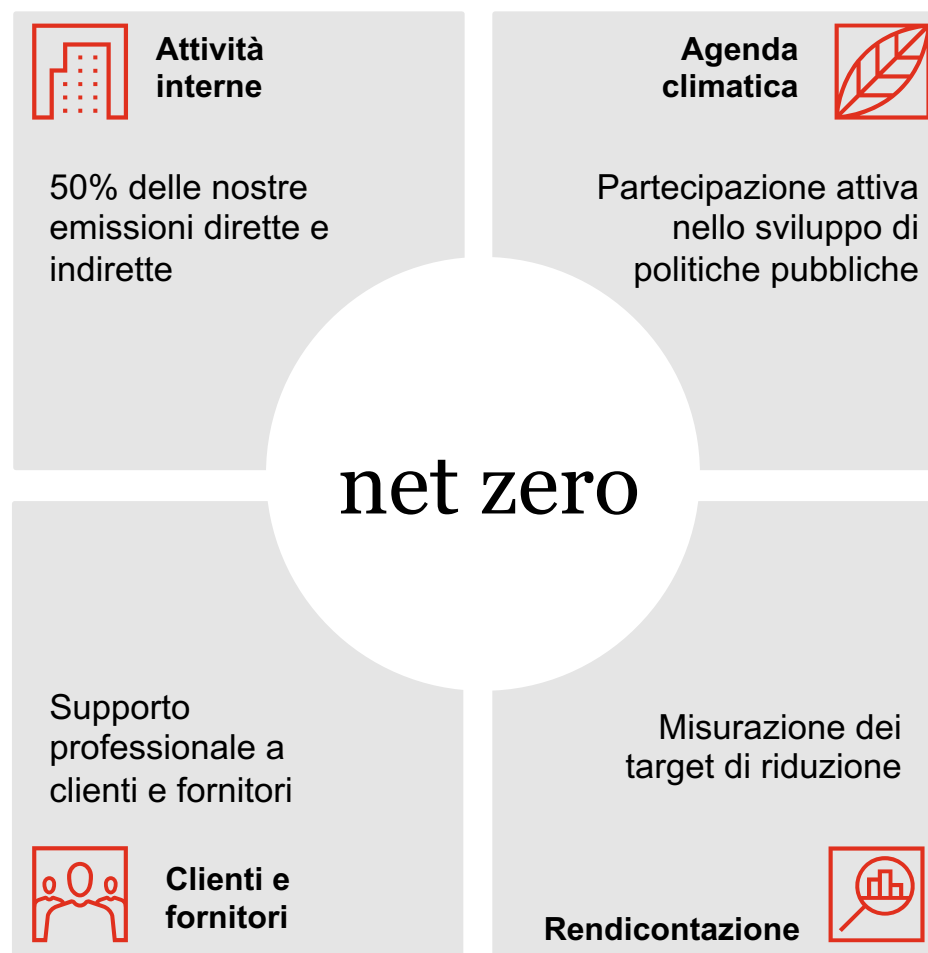 Attività
interne
50% delle nostre
emissioni dirette e
indirette
Agenda
climatica
Partecipazione attiva
nello sviluppo di
politiche pubbliche
net zero
Supporto
professionale a
clienti e fornitori
Clienti e
fornitori
Misurazione dei
target di riduzione
Rendicontazione